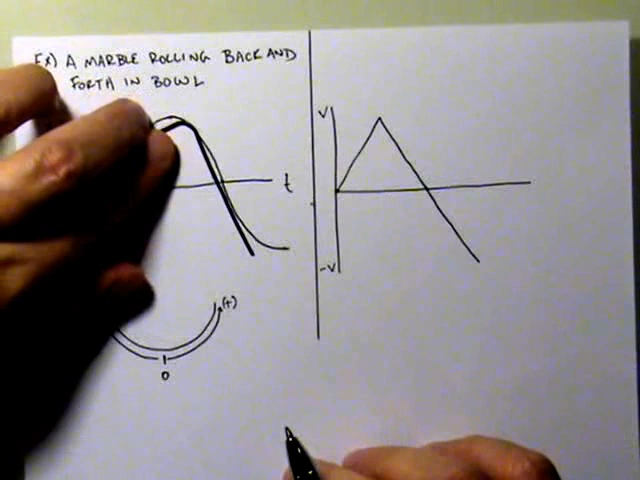 EX) A MARBLE ROLLING BACK AND
FORTH IN BOWL
t
V
-V
(+)
0